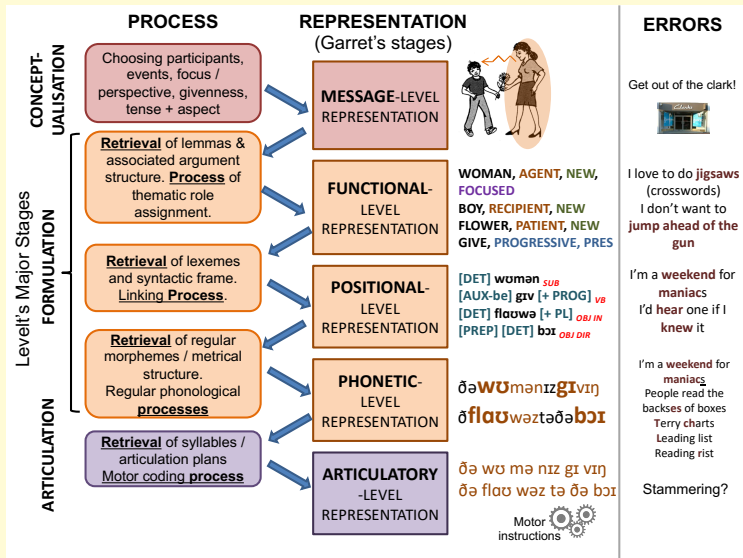 PROCESS
REPRESENTATION
(Garret's stages)
ERRORS
Levelt's Major Stages
CONCEPT-
UALISATION
FORMULATION
ARTICULATION
Choosing participants,
events, focus /
perspective, givenness,
tense + aspect
MESSAGE-LEVEL
REPRESENTATION
Get out of the clark!
Clarks
Retrieval of lemmas &
associated argument
structure. Process of
thematic role
assignment.
FUNCTIONAL-
LEVEL
REPRESENTATION
WOMAN, AGENT, NEW,
FOCUSED
BOY, RECIPIENT, NEW
FLOWER, PATIENT, NEW
GIVE, PROGRESSIVE, PRES
I love to do jigsaws
(crosswords)
I don't want to
jump ahead of the
gun
Retrieval of lexemes
and syntactic frame.
Linking Process.
POSITIONAL-
LEVEL
REPRESENTATION
[DET] wʊmən SUB
[AUX-be] gɪv [+ PROG] VB
[DET] flaʊwə [+ PL] OBJ IN
[PREP] [DET] bɔɪ OBJ DIR
I'm a weekend for
maniacs
I'd hear one if I
knew it
Retrieval of regular
morphemes / metrical
structure.
Regular phonological
processes
PHONETIC-
LEVEL
REPRESENTATION
ðəwʊmənɪzgɪvɪŋ
ðflaʊwəztəðəbɔɪ
I'm a weekend for
maniacs
People read the
backses of boxes
Terry charts
Leading list
Reading rist
Retrieval of syllables /
articulation plans
Motor coding process
ARTICULATORY
-LEVEL
REPRESENTATION
ðə wʊ mə nɪz gɪ vɪŋ
ðə flaʊ wəz tə ðə bɔɪ
Motor
instructions
Stammering?